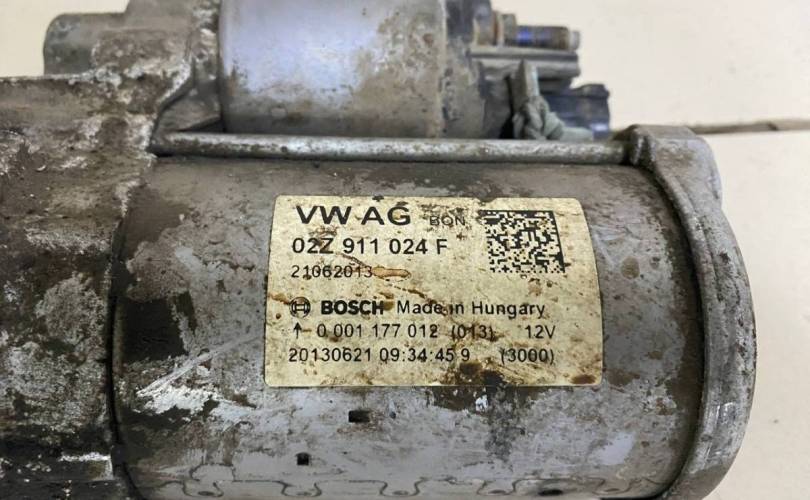 VW AG BQN
02Z 911 024 F
21062013
BOSCH Made in Hungary
↑ 0 001 177 012 (013) 12V
20130621 09:34:45 9 (3000)